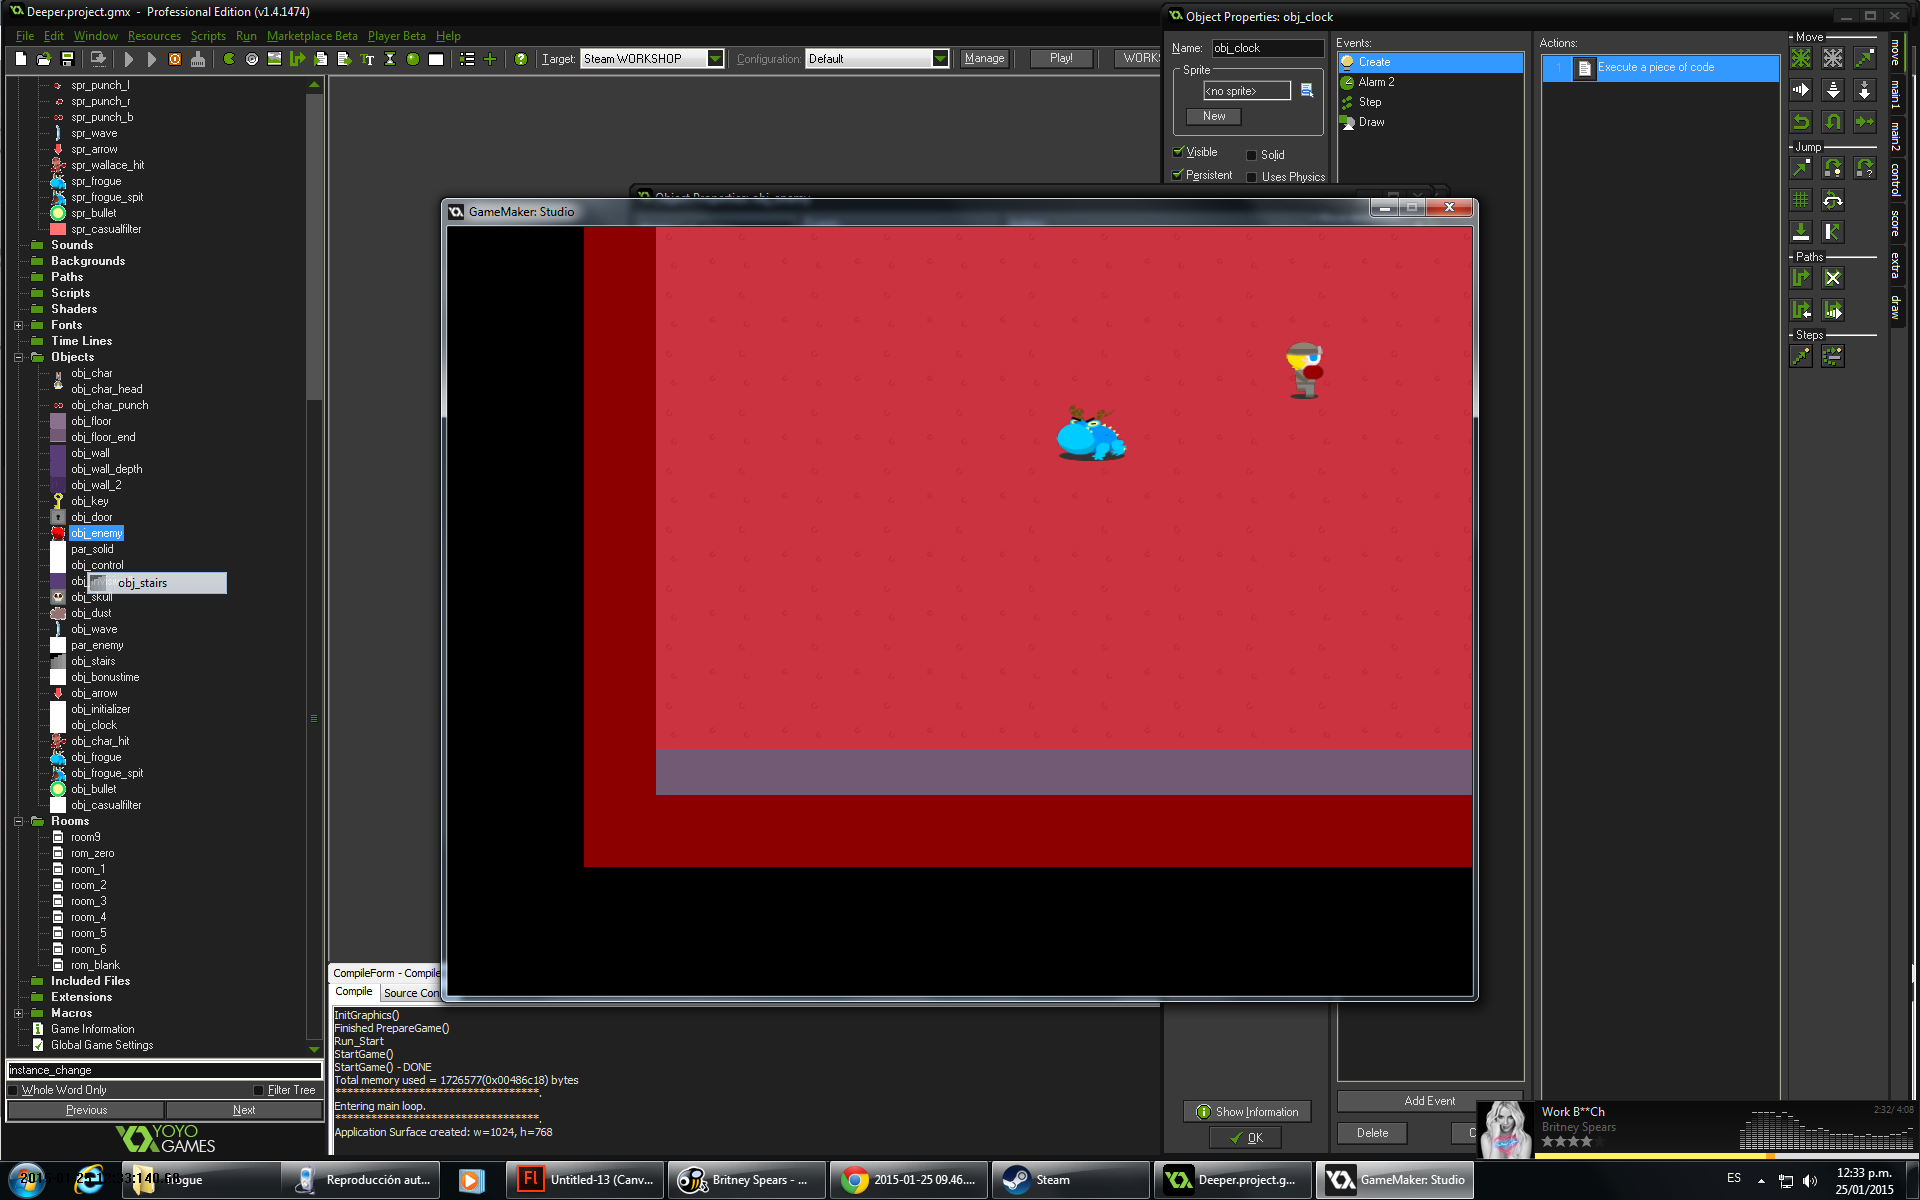 Deeper.project.gmx - Professional Edition (v1.4.1474)
File Edit Window Resources Scripts Run Marketplace Beta Player Beta Help
Target: Steam WORKSHOP Configuration: Default Manage Play! WORKS
spr_punch_l
spr_punch_r
spr_punch_b
spr_wave
spr_arrow
spr_wallace_hit
spr_frogue
spr_frogue_spit
spr_bullet
spr_casualfilter
Sounds
Backgrounds
Paths
Scripts
Shaders
Fonts
Time Lines
Objects
obj_char
obj_char_head
obj_char_punch
obj_floor
obj_floor_end
obj_wall
obj_wall_depth
obj_wall_2
obj_key
obj_door
obj_enemy
par_solid
obj_control
obj_stairs
obj_skull
obj_dust
obj_wave
par_enemy
obj_stairs
obj_bonustime
obj_arrow
obj_initializer
obj_clock
obj_char_hit
obj_frogue
obj_frogue_spit
obj_bullet
obj_casualfilter
Rooms
room9
rom_zero
room_1
room_2
room_3
room_4
room_5
room_6
rom_blank
Included Files
Extensions
Macros
Game Information
Global Game Settings
instance_change
Whole Word Only Filter Tree
Previous Next
YOYO GAMES
Object Properties: obj_enemy
GameMaker: Studio
CompileForm - Compile
Compile Source Con
InitGraphics()
Finished PrepareGame()
Run_Start
StartGame()
StartGame() - DONE
Total memory used = 1726577(0x00486c18) bytes
**********************************.
Entering main loop.
**********************************.
Application Surface created: w=1024, h=768
Object Properties: obj_clock
Name: obj_clock
Sprite
<no sprite>
New
Visible Solid
Persistent Uses Physics
Show Information
OK
Events:
Create
Alarm 2
Step
Draw
Add Event
Delete
Actions:
1 Execute a piece of code
Move
Jump
Paths
Steps
move
main1
main2
control
score
extra
draw
Work B**Ch
Britney Spears
2:32/ 4:08
2015-01-25 12:33:140.68
frogue
Reproducción aut...
Untitled-13 (Canv...
Britney Spears - ...
2015-01-25 09.46....
Steam
Deeper.project.g...
GameMaker: Studio
ES
12:33 p.m.
25/01/2015